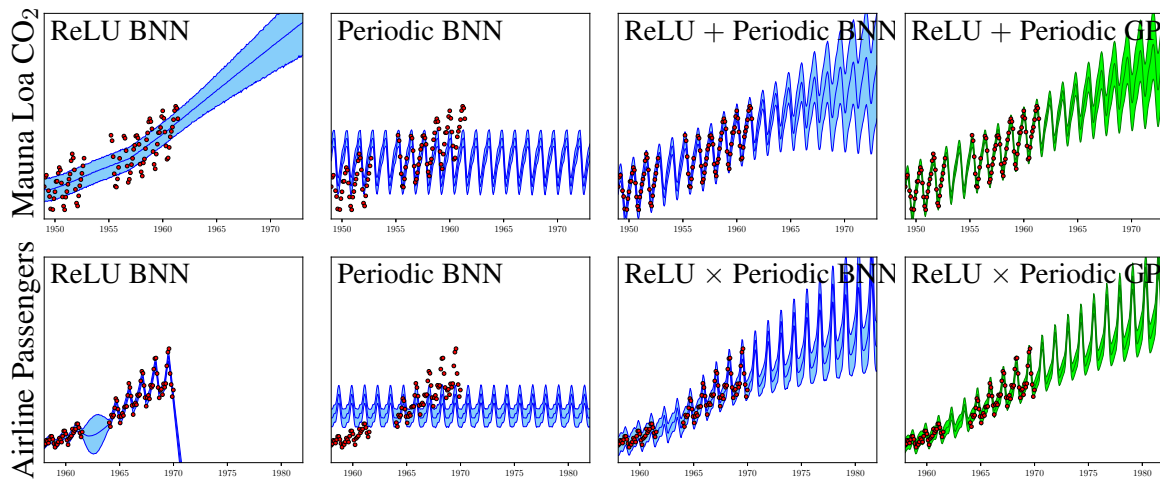 Mauna Loa CO₂
ReLU BNN
Periodic BNN
ReLU + Periodic BNN
ReLU + Periodic GP
1950 1955 1960 1965 1970
1950 1955 1960 1965 1970
1950 1955 1960 1965 1970
1950 1955 1960 1965 1970
Airline Passengers
ReLU BNN
Periodic BNN
ReLU × Periodic BNN
ReLU × Periodic GP
1960 1965 1970 1975 1980
1960 1965 1970 1975 1980
1960 1965 1970 1975 1980
1960 1965 1970 1975 1980